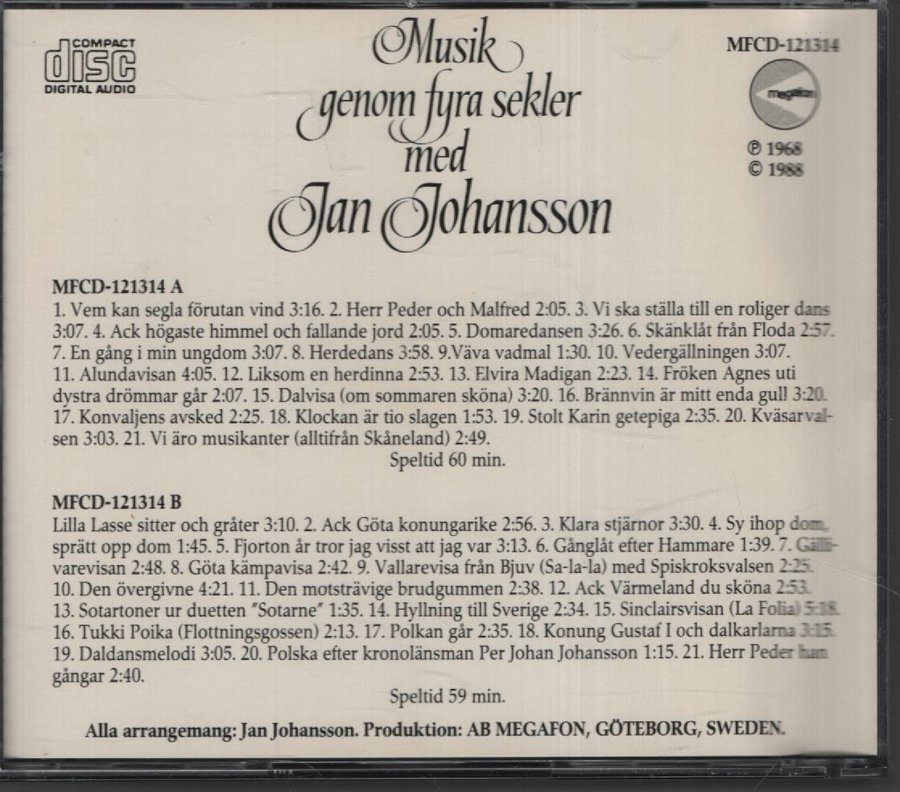 COMPACT
disc
DIGITAL AUDIO
Musik
genom fyra sekler
med
Jan Johansson
MFCD-121314
megafon
℗ 1968
© 1988
MFCD-121314 A
1. Vem kan segla förutan vind 3:16. 2. Herr Peder och Malfred 2:05. 3. Vi ska ställa till en roliger dans
3:07. 4. Ack högaste himmel och fallande jord 2:05. 5. Domaredansen 3:26. 6. Skänklåt från Floda 2:57.
7. En gång i min ungdom 3:07. 8. Herdedans 3:58. 9.Väva vadmal 1:30. 10. Vedergällningen 3:07.
11. Alundavisan 4:05. 12. Liksom en herdinna 2:53. 13. Elvira Madigan 2:23. 14. Fröken Agnes uti
dystra drömmar går 2:07. 15. Dalvisa (om sommaren sköna) 3:20. 16. Brännvin är mitt enda gull 3:20.
17. Konvaljens avsked 2:25. 18. Klockan är tio slagen 1:53. 19. Stolt Karin getepiga 2:35. 20. Kväsarval-
sen 3:03. 21. Vi äro musikanter (alltifrån Skåneland) 2:49.
Speltid 60 min.
MFCD-121314 B
Lilla Lasse sitter och gråter 3:10. 2. Ack Göta konungarike 2:56. 3. Klara stjärnor 3:30. 4. Sy ihop dom,
sprätt opp dom 1:45. 5. Fjorton år tror jag visst att jag var 3:13. 6. Gånglåt efter Hammare 1:39. 7. Gälli-
varevisan 2:48. 8. Göta kämpavisa 2:42. 9. Vallarevisa från Bjuv (Sa-la-la) med Spiskroksvalsen 2:25.
10. Den övergivne 4:21. 11. Den motsträvige brudgummen 2:38. 12. Ack Värmeland du sköna 2:53.
13. Sotartoner ur duetten "Sotarne" 1:35. 14. Hyllning till Sverige 2:34. 15. Sinclairsvisan (La Folia) 5:18.
16. Tukki Poika (Flottningsgossen) 2:13. 17. Polkan går 2:35. 18. Konung Gustaf I och dalkarlarna 3:15.
19. Daldansmelodi 3:05. 20. Polska efter kronolänsman Per Johan Johansson 1:15. 21. Herr Peder han
gångar 2:40.
Speltid 59 min.
Alla arrangemang: Jan Johansson. Produktion: AB MEGAFON, GÖTEBORG, SWEDEN.